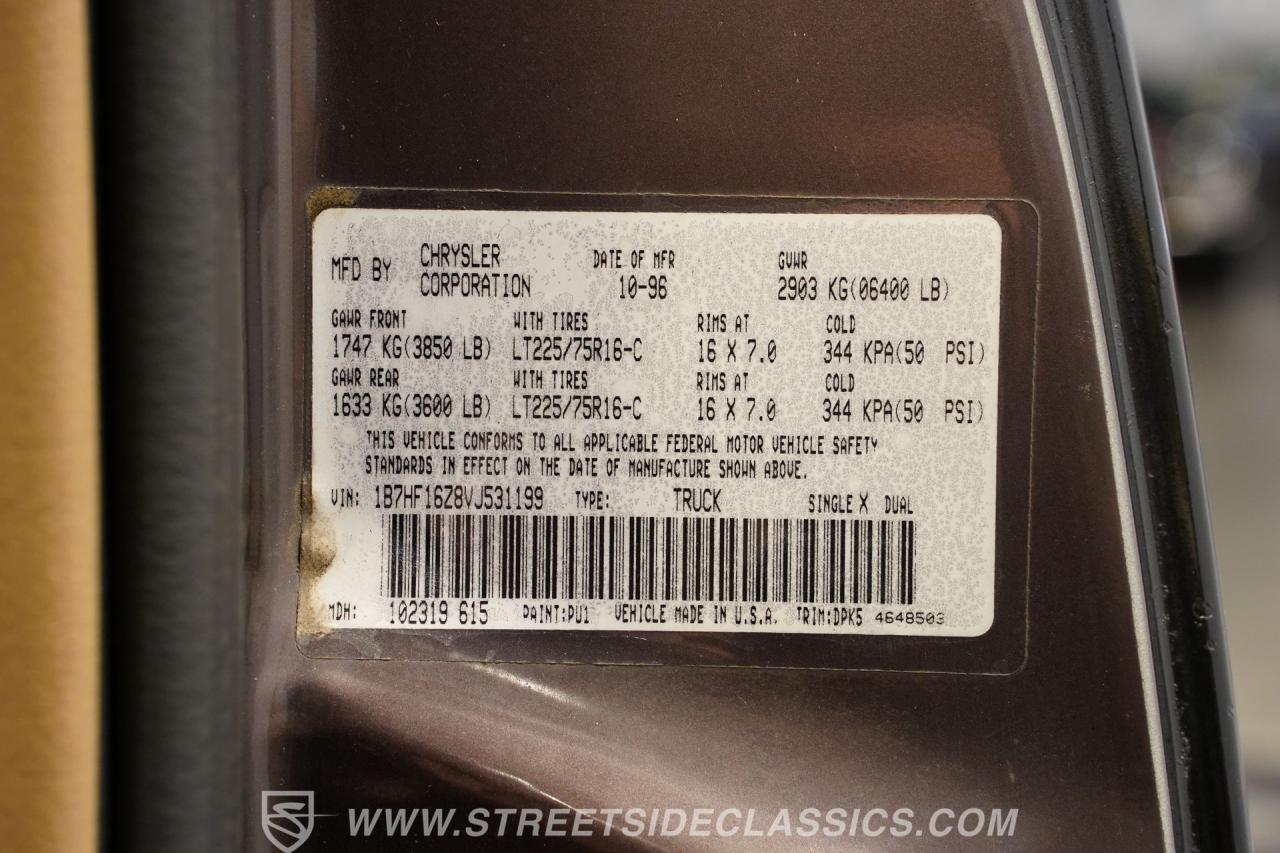 MFD BY CHRYSLER CORPORATION DATE OF MFR 10-96 GVWR 2903 KG(06400 LB)
GAWR FRONT WITH TIRES RIMS AT COLD
1747 KG(3850 LB) LT225/75R16-C 16 X 7.0 344 KPA(50 PSI)
GAWR REAR WITH TIRES RIMS AT COLD
1633 KG(3600 LB) LT225/75R16-C 16 X 7.0 344 KPA(50 PSI)
THIS VEHICLE CONFORMS TO ALL APPLICABLE FEDERAL MOTOR VEHICLE SAFETY
STANDARDS IN EFFECT ON THE DATE OF MANUFACTURE SHOWN ABOVE.
VIN: 1B7HF16Z8VJ531199 TYPE: TRUCK SINGLE X DUAL
MDH: 102319 615 PAINT:PU1 VEHICLE MADE IN U.S.A. TRIM:DPK5 4648503
WWW.STREETSIDECLASSICS.COM